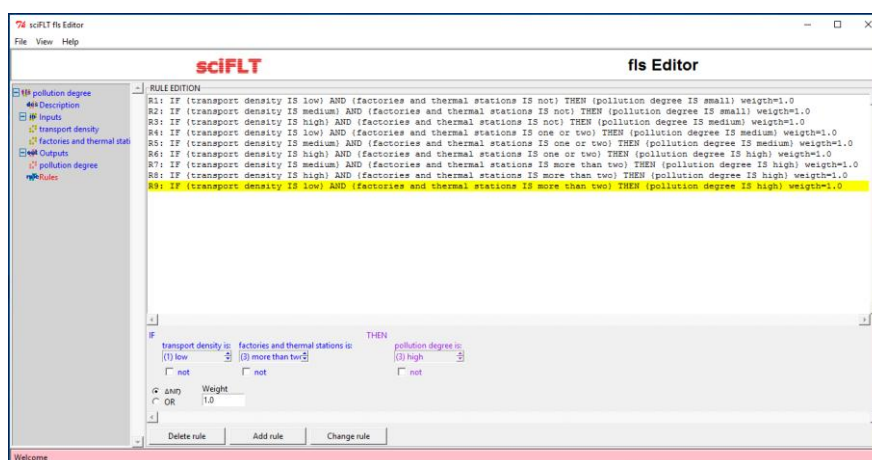 sciFLT fls Editor
File View Help
sciFLT
fls Editor
pollution degree
Description
Inputs
transport density
factories and thermal stati
Outputs
pollution degree
Rules
RULE EDITION
R1: IF {transport density IS low} AND {factories and thermal stations IS not} THEN {pollution degree IS small} weigth=1.0
R2: IF {transport density IS medium} AND {factories and thermal stations IS not} THEN {pollution degree IS small} weigth=1.0
R3: IF {transport density IS high} AND {factories and thermal stations IS not} THEN {pollution degree IS medium} weigth=1.0
R4: IF {transport density IS low} AND {factories and thermal stations IS one or two} THEN {pollution degree IS medium} weigth=1.0
R5: IF {transport density IS medium} AND {factories and thermal stations IS one or two} THEN {pollution degree IS medium} weigth=1.0
R6: IF {transport density IS high} AND {factories and thermal stations IS one or two} THEN {pollution degree IS high} weigth=1.0
R7: IF {transport density IS medium} AND {factories and thermal stations IS more than two} THEN {pollution degree IS high} weigth=1.0
R8: IF {transport density IS high} AND {factories and thermal stations IS more than two} THEN {pollution degree IS high} weigth=1.0
R9: IF {transport density IS low} AND {factories and thermal stations IS more than two} THEN {pollution degree IS high} weigth=1.0
IF THEN
transport density is: factories and thermal stations is: pollution degree is:
(1) low (3) more than two (3) high
not not not
AND Weight
OR 1.0
Delete rule Add rule Change rule
Welcome